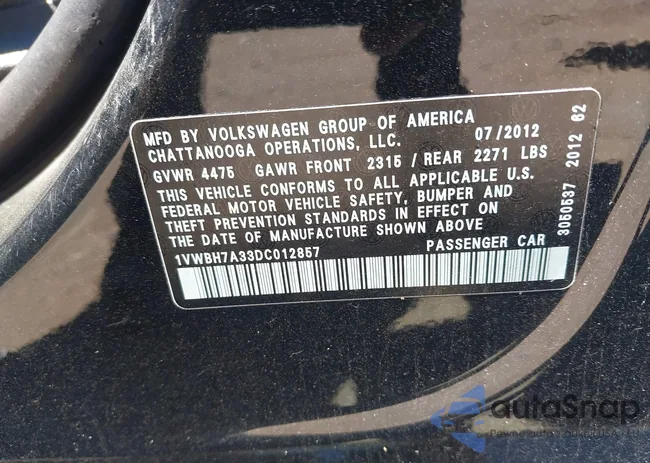 MFD BY VOLKSWAGEN GROUP OF AMERICA
CHATTANOOGA OPERATIONS, LLC. 07/2012
GVWR 4475 GAWR FRONT 2315 / REAR 2271 LBS
THIS VEHICLE CONFORMS TO ALL APPLICABLE U.S.
FEDERAL MOTOR VEHICLE SAFETY, BUMPER AND
THEFT PREVENTION STANDARDS IN EFFECT ON
THE DATE OF MANUFACTURE SHOWN ABOVE
1VWBH7A33DC012857 PASSENGER CAR
3050537 2012 62
autoSnap